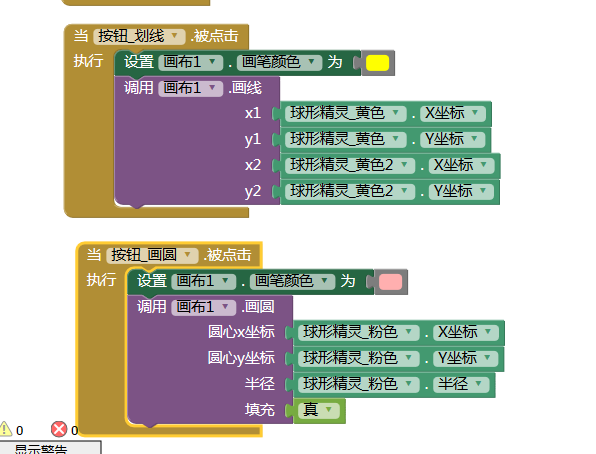 当 按钮_划线 .被点击
执行 设置 画布1 . 画笔颜色 为
调用 画布1 .画线
x1 球形精灵_黄色 . X坐标
y1 球形精灵_黄色 . Y坐标
x2 球形精灵_黄色2 . X坐标
y2 球形精灵_黄色2 . Y坐标
当 按钮_画圆 .被点击
执行 设置 画布1 . 画笔颜色 为
调用 画布1 .画圆
圆心x坐标 球形精灵_粉色 . X坐标
圆心y坐标 球形精灵_粉色 . Y坐标
半径 球形精灵_粉色 . 半径
填充 真
0 0
显示警告